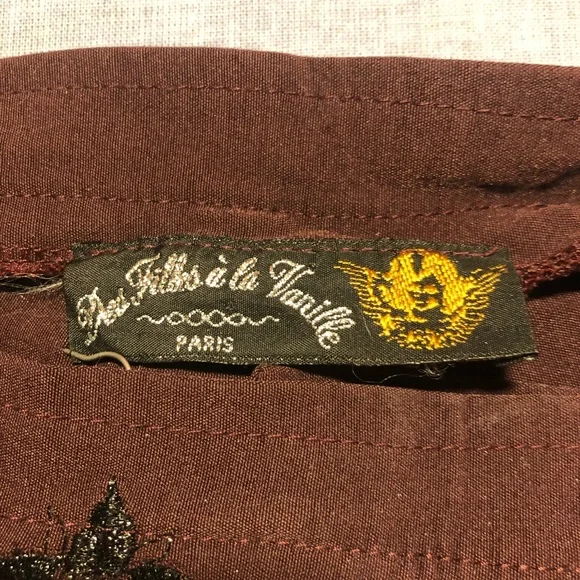 Des Filles à la Vanille
PARIS